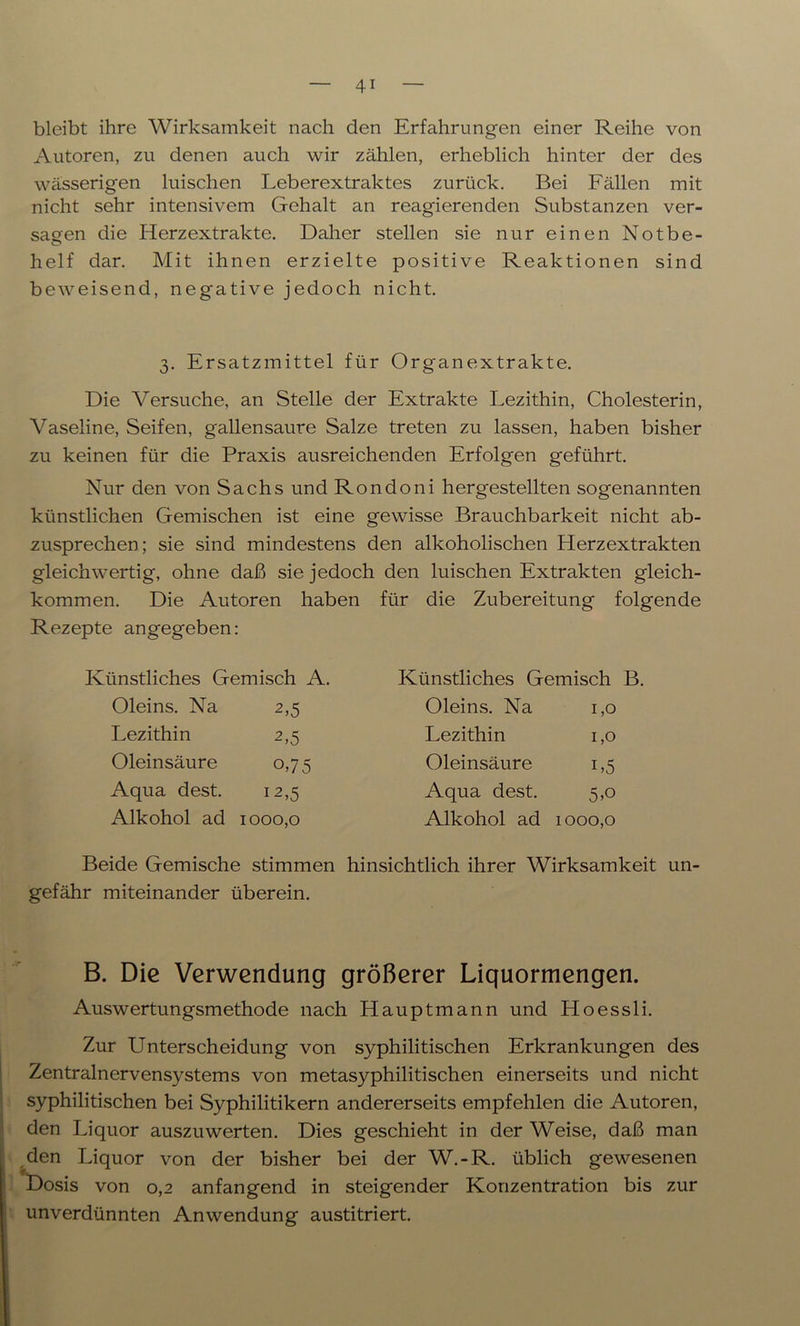 — 41 —
bleibt ihre Wirksamkeit nach den Erfahrungen einer Reihe von
Autoren, zu denen auch wir zählen, erheblich hinter der des
wässerigen luischen Leberextraktes zurück. Bei Fällen mit
nicht sehr intensivem Gehalt an reagierenden Substanzen ver-
sagen die Herzextrakte. Daher stellen sie nur einen Notbe-
helf dar. Mit ihnen erzielte positive Reaktionen sind
beweisend, negative jedoch nicht.
3. Ersatzmittel für Organextrakte.
Die Versuche, an Stelle der Extrakte Lezithin, Cholesterin,
Vaseline, Seifen, gallensaure Salze treten zu lassen, haben bisher
zu keinen für die Praxis ausreichenden Erfolgen geführt.
Nur den von Sachs und Rondoni hergestellten sogenannten
künstlichen Gemischen ist eine gewisse Brauchbarkeit nicht ab-
zusprechen; sie sind mindestens den alkoholischen Herzextrakten
gleichwertig, ohne daß sie jedoch den luischen Extrakten gleich-
kommen. Die Autoren haben für die Zubereitung folgende
Rezepte angegeben:
Künstliches Gemisch A. Künstliches Gemisch B.
Oleins. Na 2,5 Oleins. Na 1,0
Lezithin 2,5 Lezithin 1,0
Oleinsäure 0,75 Oleinsäure 1,5
Aqua dest. 12,5 Aqua dest. 5,0
Alkohol ad 1000,0 Alkohol ad 1000,0
Beide Gemische stimmen hinsichtlich ihrer Wirksamkeit un-
gefähr miteinander überein.
B. Die Verwendung größerer Liquormengen.
Auswertungsmethode nach Hauptmann und Hoessli.
Zur Unterscheidung von syphilitischen Erkrankungen des
Zentralnervensystems von metasyphilitischen einerseits und nicht
syphilitischen bei Syphilitikern andererseits empfehlen die Autoren,
den Liquor auszuwerten. Dies geschieht in der Weise, daß man
den Liquor von der bisher bei der W.-R. üblich gewesenen
Dosis von 0,2 anfangend in steigender Konzentration bis zur
unverdünnten Anwendung austitriert.